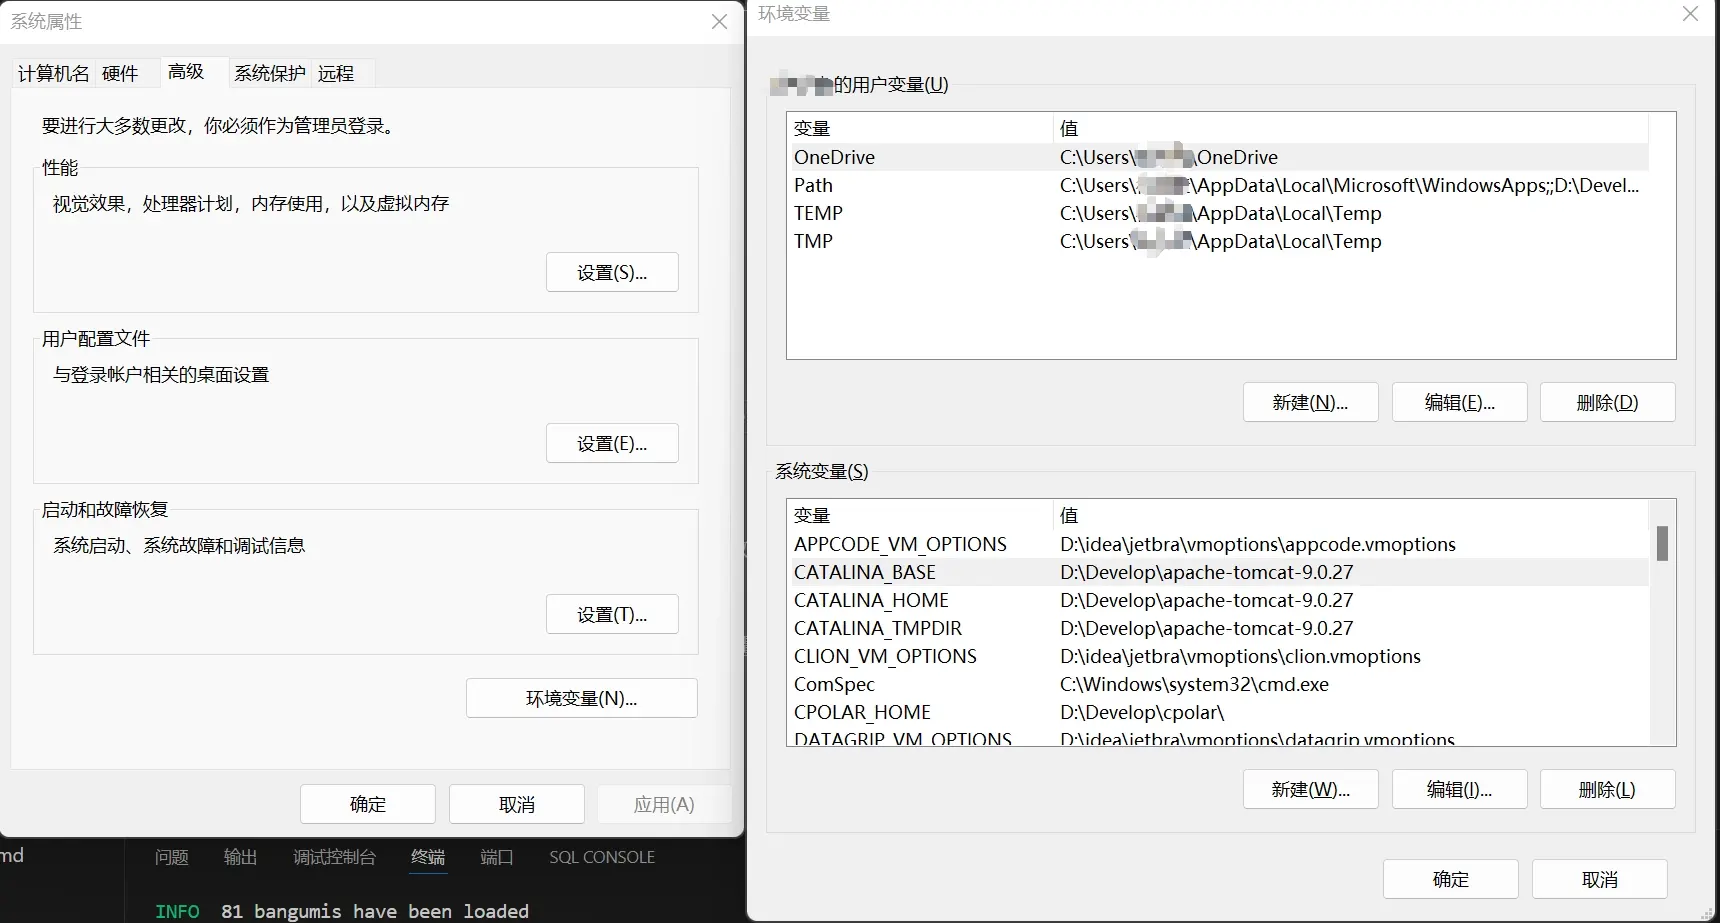 系统属性
计算机名 硬件 高级 系统保护 远程
要进行大多数更改，你必须作为管理员登录。
性能
视觉效果，处理器计划，内存使用，以及虚拟内存
设置(S)...
用户配置文件
与登录帐户相关的桌面设置
设置(E)...
启动和故障恢复
系统启动、系统故障和调试信息
设置(T)...
环境变量(N)...
确定 取消 应用(A)
md
问题 输出 调试控制台 终端 端口 SQL CONSOLE
INFO 81 bangumis have been loaded
环境变量
的用户变量(U)
变量 值
OneDrive C:\Users\ \OneDrive
Path C:\Users\ \AppData\Local\Microsoft\WindowsApps;;D:\Devel...
TEMP C:\Users\ \AppData\Local\Temp
TMP C:\Users\ \AppData\Local\Temp
新建(N)... 编辑(E)... 删除(D)
系统变量(S)
变量 值
APPCODE_VM_OPTIONS D:\idea\jetbra\vmoptions\appcode.vmoptions
CATALINA_BASE D:\Develop\apache-tomcat-9.0.27
CATALINA_HOME D:\Develop\apache-tomcat-9.0.27
CATALINA_TMPDIR D:\Develop\apache-tomcat-9.0.27
CLION_VM_OPTIONS D:\idea\jetbra\vmoptions\clion.vmoptions
ComSpec C:\Windows\system32\cmd.exe
CPOLAR_HOME D:\Develop\cpolar\
DATAGRIP_VM_OPTIONS D:\idea\jetbra\vmoptions\datagrip.vmoptions
新建(W)... 编辑(I)... 删除(L)
确定 取消